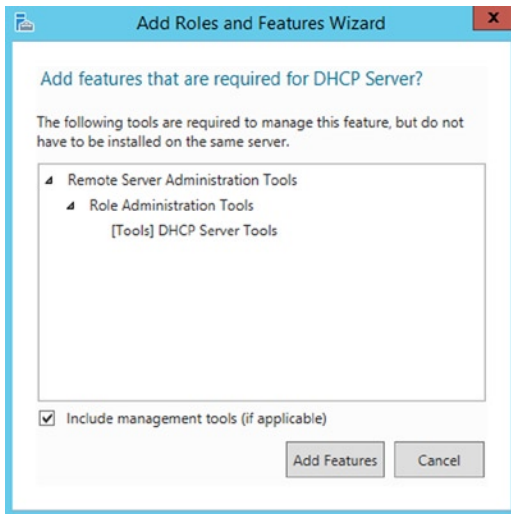 Add Roles and Features Wizard
x
Add features that are required for DHCP Server?
The following tools are required to manage this feature, but do not
have to be installed on the same server.
Remote Server Administration Tools
Role Administration Tools
[Tools] DHCP Server Tools
Include management tools (if applicable)
Add Features
Cancel